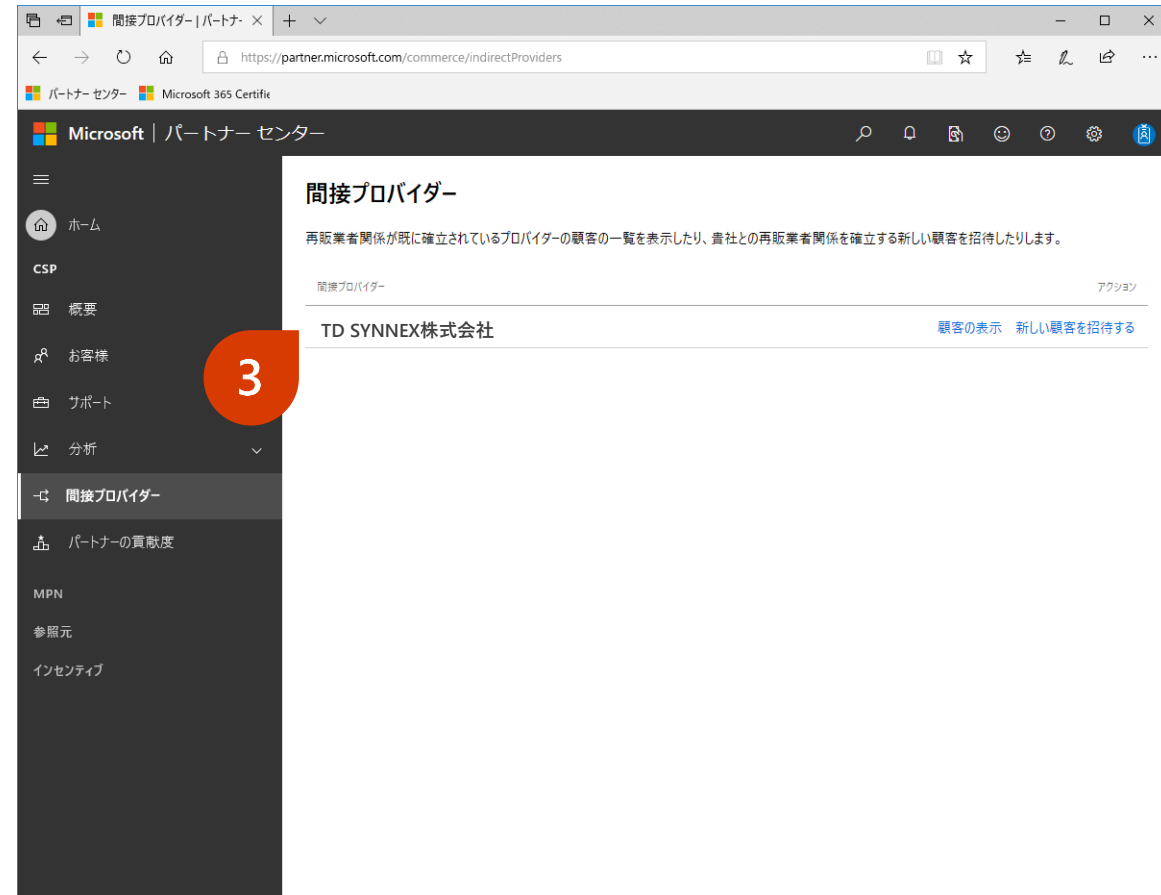 間接プロバイダー | パートナ-
https://partner.microsoft.com/commerce/indirectProviders
パートナー センター Microsoft 365 Certifie
Microsoft | パートナー センター
間接プロバイダー
再販業者関係が既に確立されているプロバイダーの顧客の一覧を表示したり、貴社との再販業者関係を確立する新しい顧客を招待したりします。
間接プロバイダー アクション
TD SYNNEX株式会社 顧客の表示 新しい顧客を招待する
ホーム
CSP
概要
お客様
3
サポート
分析
間接プロバイダー
パートナーの貢献度
MPN
参照元
インセンティブ